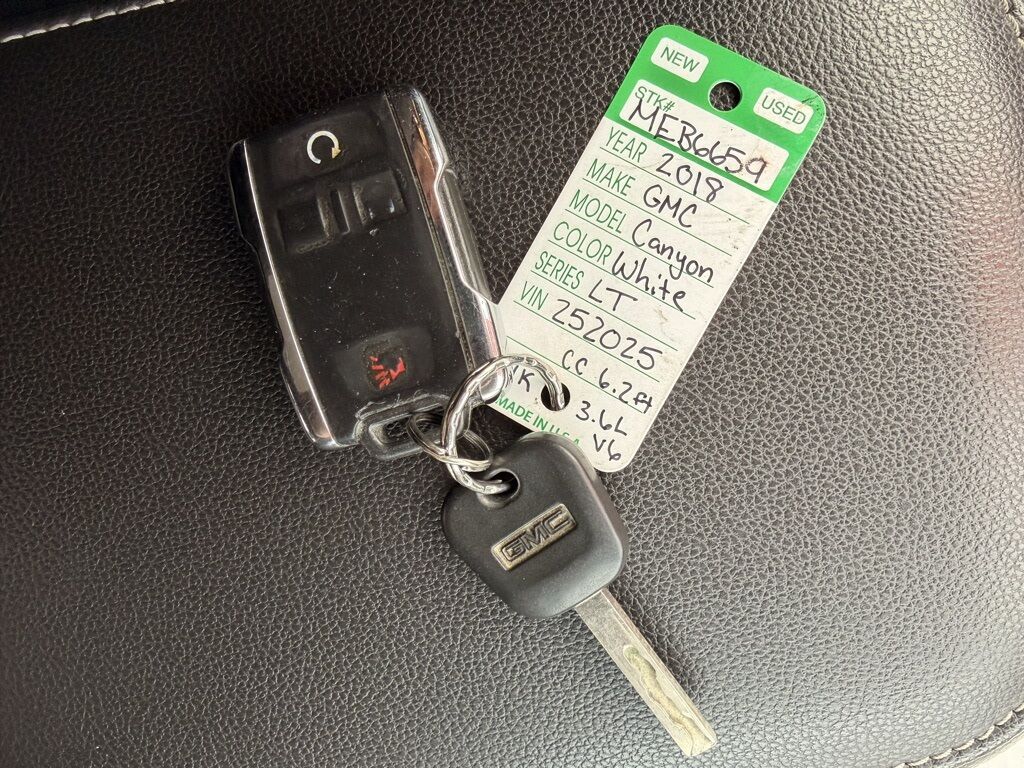 NEW USED
STK# MEB6659
YEAR 2018
MAKE GMC
MODEL Canyon
COLOR White
SERIES LT
VIN 252025
CC 6.2ft
3.6L
MADE IN U.S.A. V6
GMC